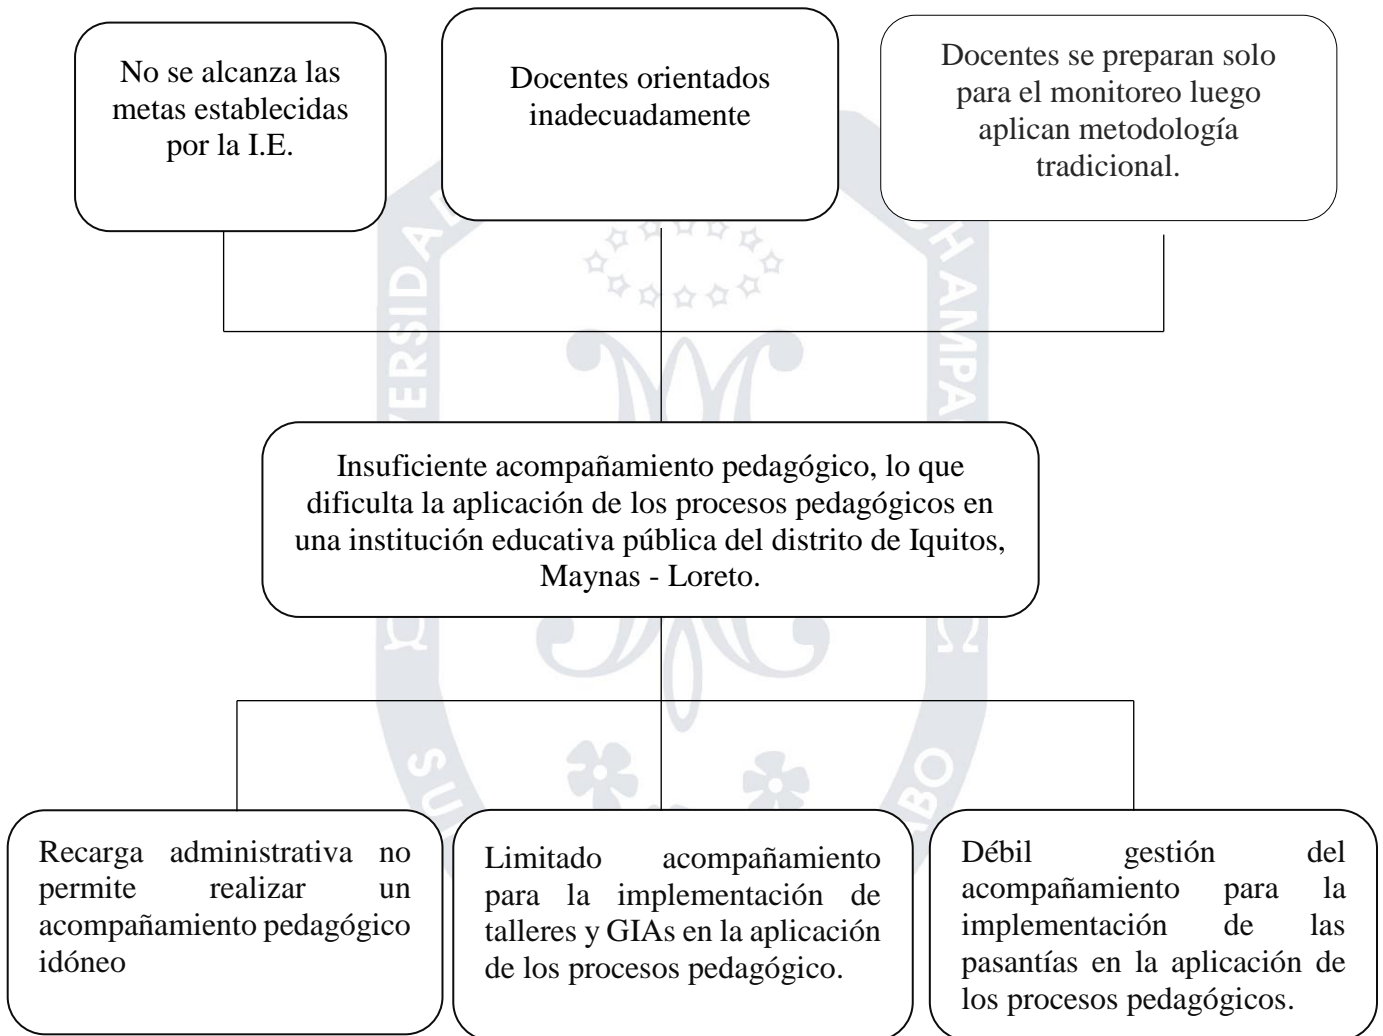 No se alcanza las
metas establecidas
por la I.E.
Docentes orientados
inadecuadamente
Docentes se preparan solo
para el monitoreo luego
aplican metodología
tradicional.
Insuficiente acompañamiento pedagógico, lo que
dificulta la aplicación de los procesos pedagógicos en
una institución educativa pública del distrito de Iquitos,
Maynas - Loreto.
Recarga administrativa no
permite realizar un
acompañamiento pedagógico
idóneo
Limitado acompañamiento
para la implementación de
talleres y GIAs en la aplicación
de los procesos pedagógico.
Débil gestión del
acompañamiento para la
implementación de las
pasantías en la aplicación de
los procesos pedagógicos.